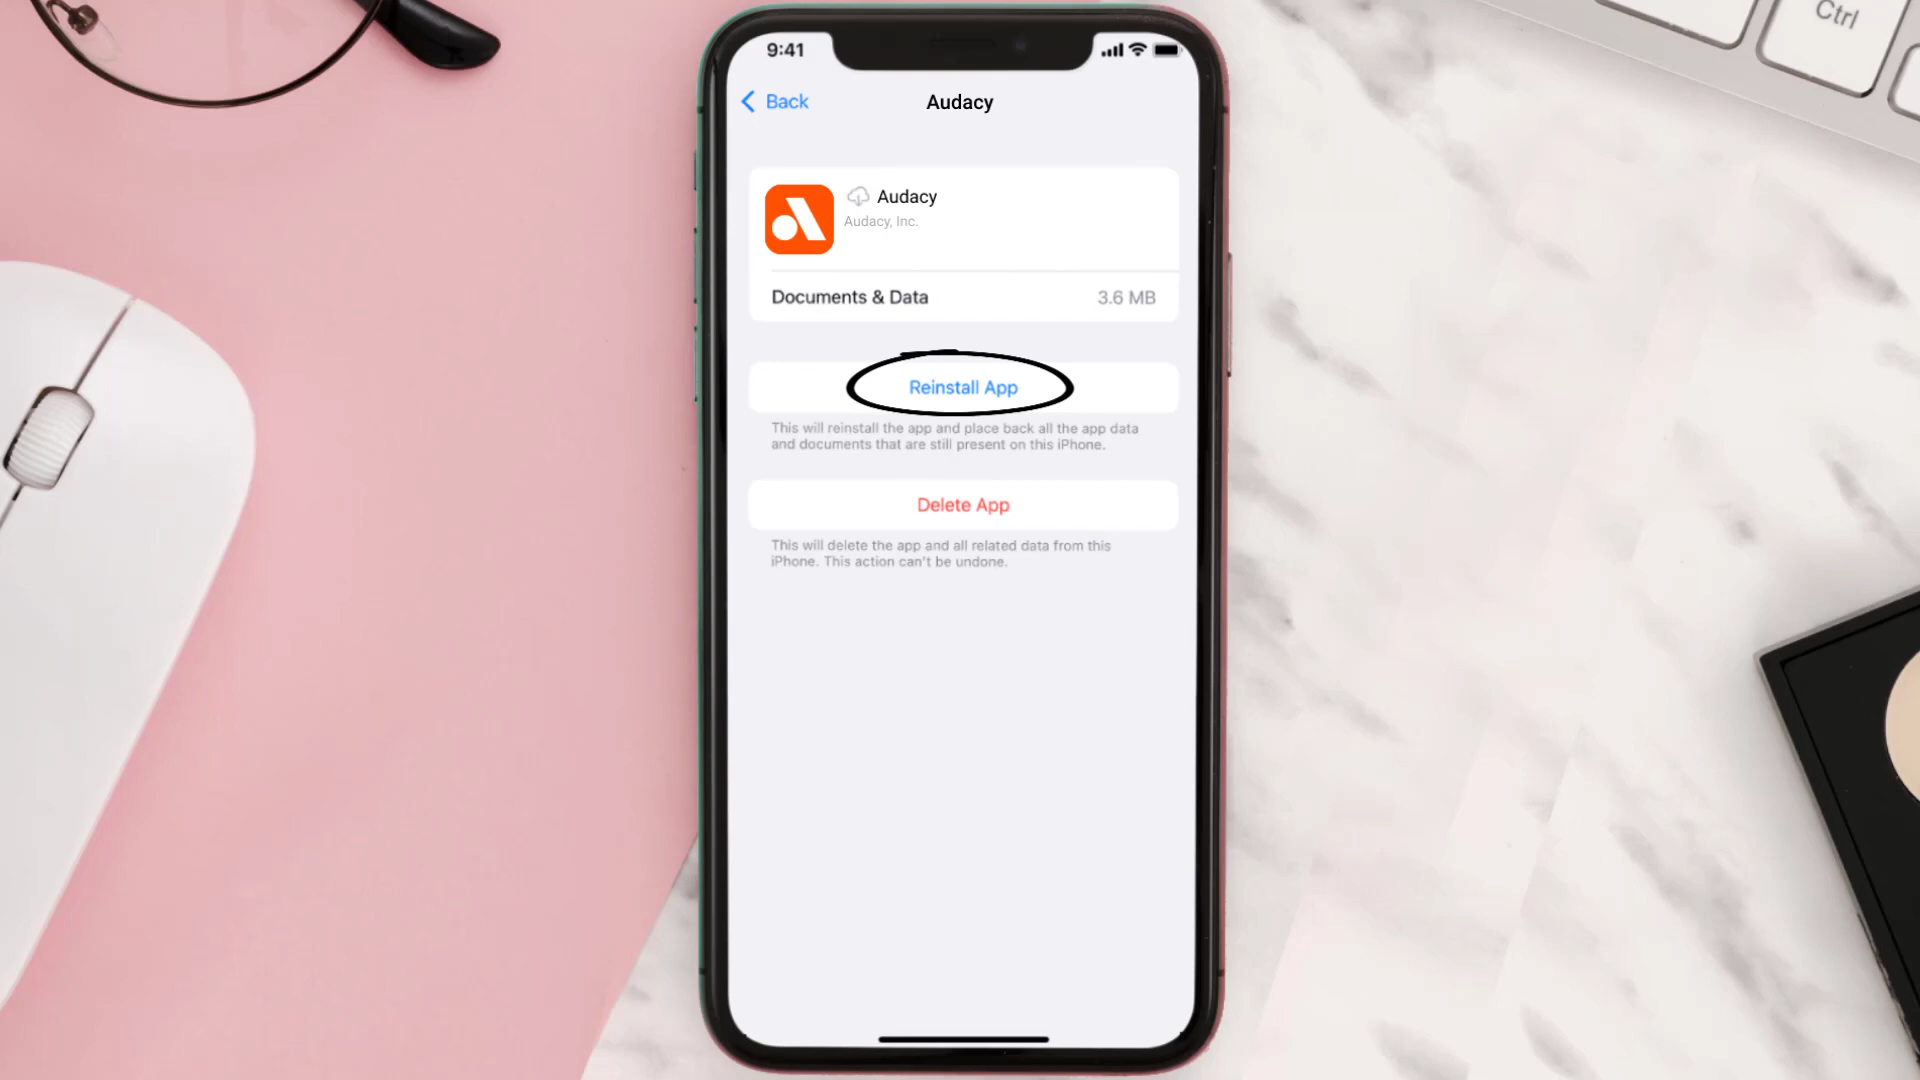 Ctrl
9:41
Back
Audacy
Audacy
Audacy, Inc.
Documents & Data 3.6 MB
Reinstall App
This will reinstall the app and place back all the app data
and documents that are still present on this iPhone.
Delete App
This will delete the app and all related data from this
iPhone. This action can't be undone.